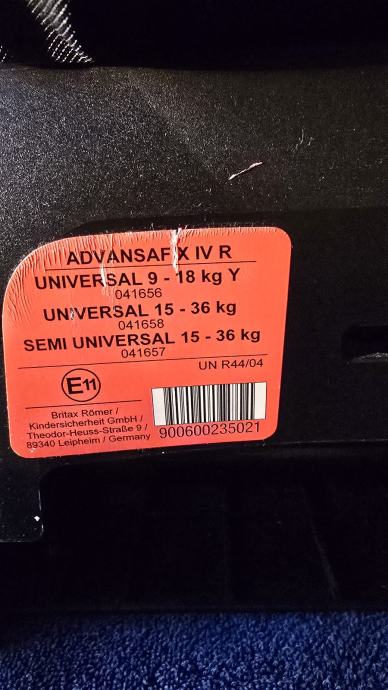 ADVANSAFIX IV R
UNIVERSAL 9 - 18 kg Y
041656
UNIVERSAL 15 - 36 kg
041658
SEMI UNIVERSAL 15 - 36 kg
041657
UN R44/04
E11
Britax Römer /
Kindersicherheit GmbH /
Theodor-Heuss-Straße 9 /
89340 Leipheim / Germany
900600235021